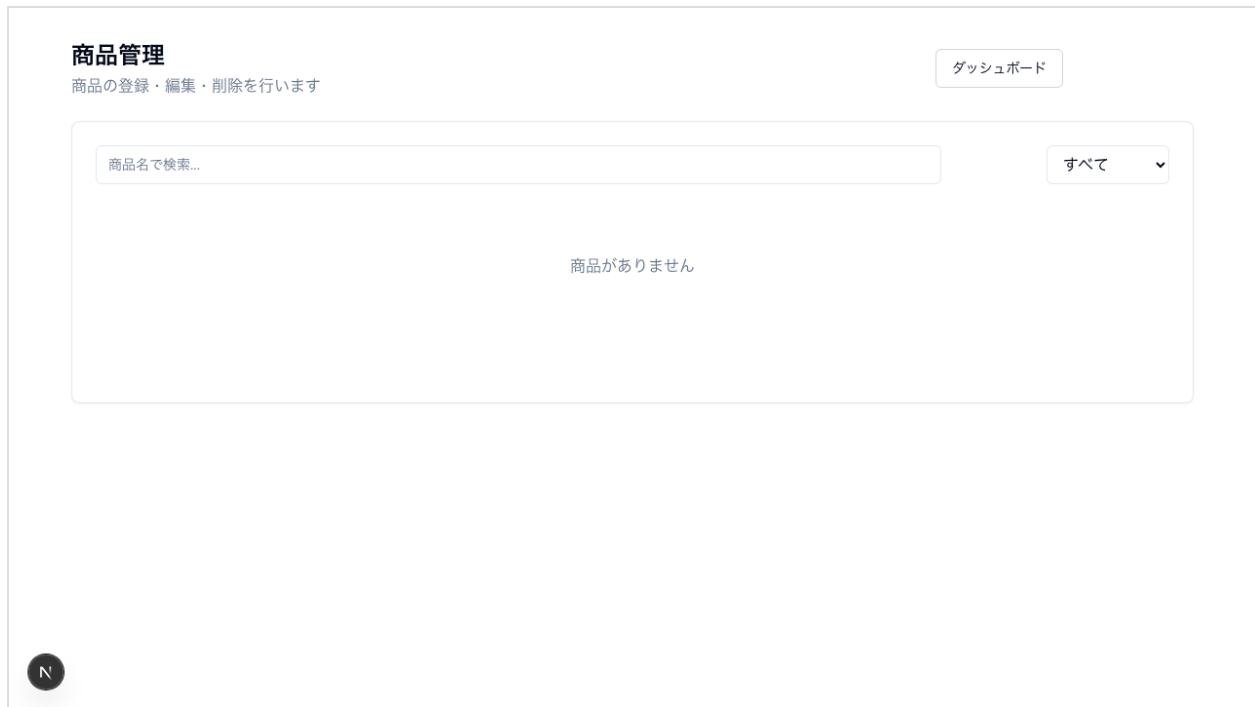 商品管理
商品の登録・編集・削除を行います
ダッシュボード
商品名で検索...
すべて
商品がありません
N